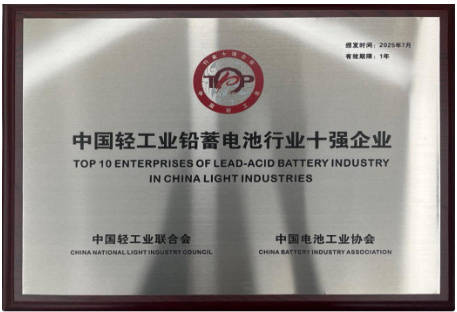 颁发时间：2025年7月
有效期限：1年
TOP
中国轻工业铅蓄电池行业十强企业
TOP 10 ENTERPRISES OF LEAD-ACID BATTERY INDUSTRY
IN CHINA LIGHT INDUSTRIES
中国轻工业联合会
CHINA NATIONAL LIGHT INDUSTRY COUNCIL
中国电池工业协会
CHINA BATTERY INDUSTRY ASSOCIATION